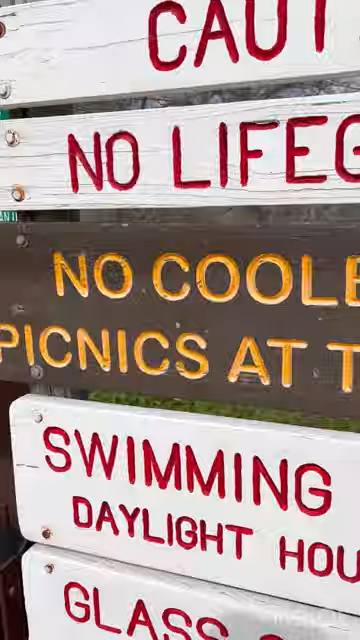 CAUT
NO LIFEG
NO COOLE
PICNICS AT T
SWIMMING
DAYLIGHT HOU
GLASS